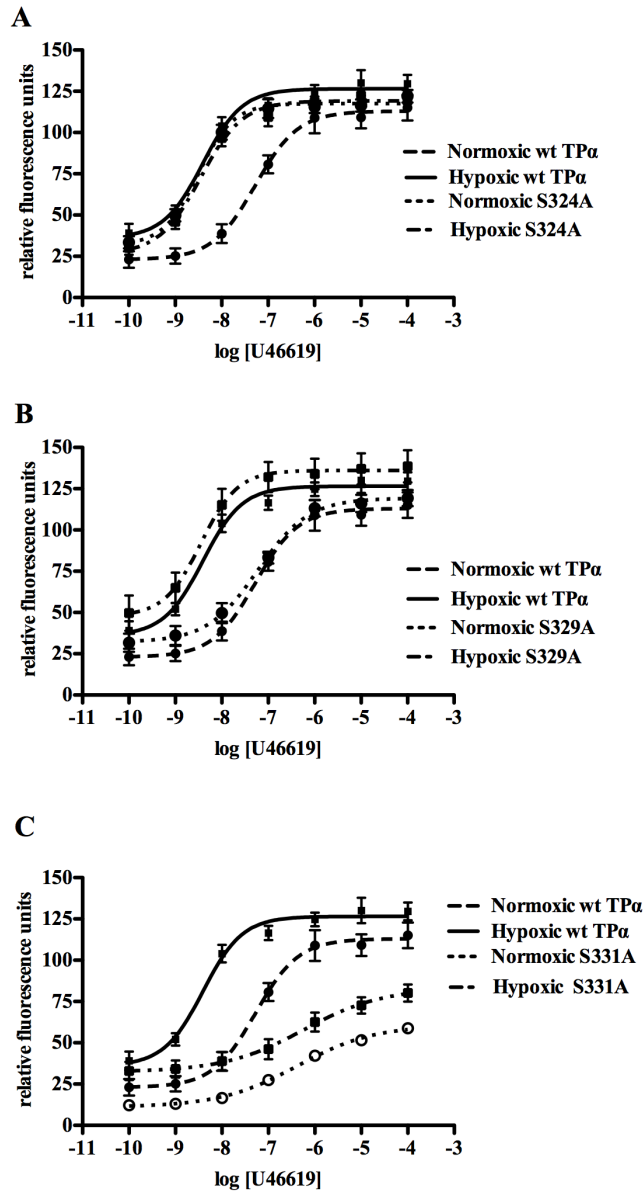 A
relative fluorescence units
150
125
100
75
50
25
0
-11 -10 -9 -8 -7 -6 -5 -4 -3
log [U46619]
Normoxic wt TPα
Hypoxic wt TPα
Normoxic S324A
Hypoxic S324A
B
relative fluorescence units
150
125
100
75
50
25
0
-11 -10 -9 -8 -7 -6 -5 -4 -3
log [U46619]
Normoxic wt TPα
Hypoxic wt TPα
Normoxic S329A
Hypoxic S329A
C
relative fluorescence units
150
125
100
75
50
25
0
-11 -10 -9 -8 -7 -6 -5 -4 -3
log [U46619]
Normoxic wt TPα
Hypoxic wt TPα
Normoxic S331A
Hypoxic S331A